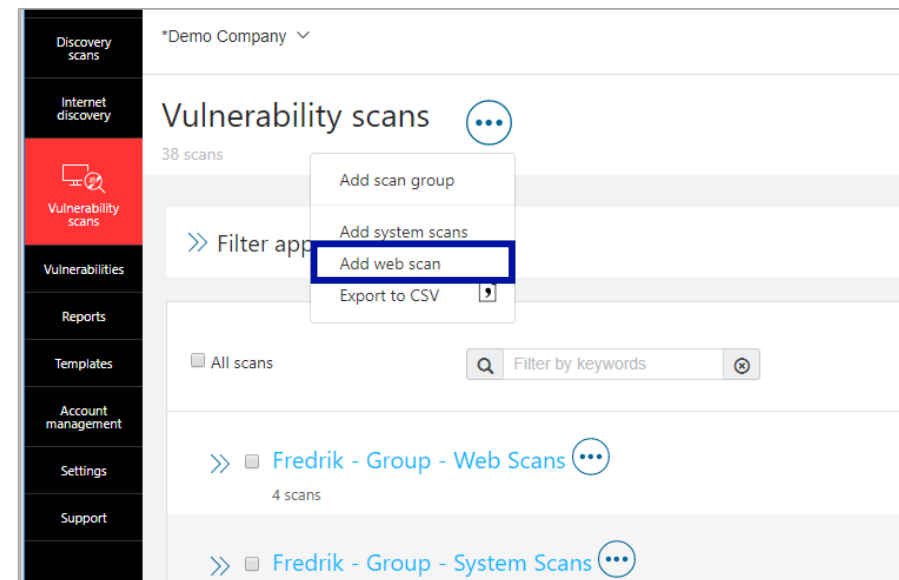 Discovery
scans
Internet
discovery
Vulnerability
scans
Vulnerabilities
Reports
Templates
Account
management
Settings
Support
*Demo Company
Vulnerability scans
38 scans
Add scan group
Add system scans
Add web scan
Export to CSV
Filter app
All scans
Filter by keywords
Fredrik - Group - Web Scans
4 scans
Fredrik - Group - System Scans